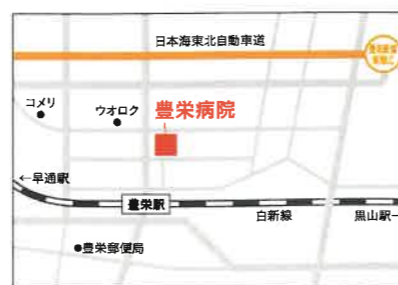 日本海東北自動車道
コメリ
ウオロク
豊栄病院
←早通駅
豊栄駅
白新線
黒山駅→
●豊栄郵便局